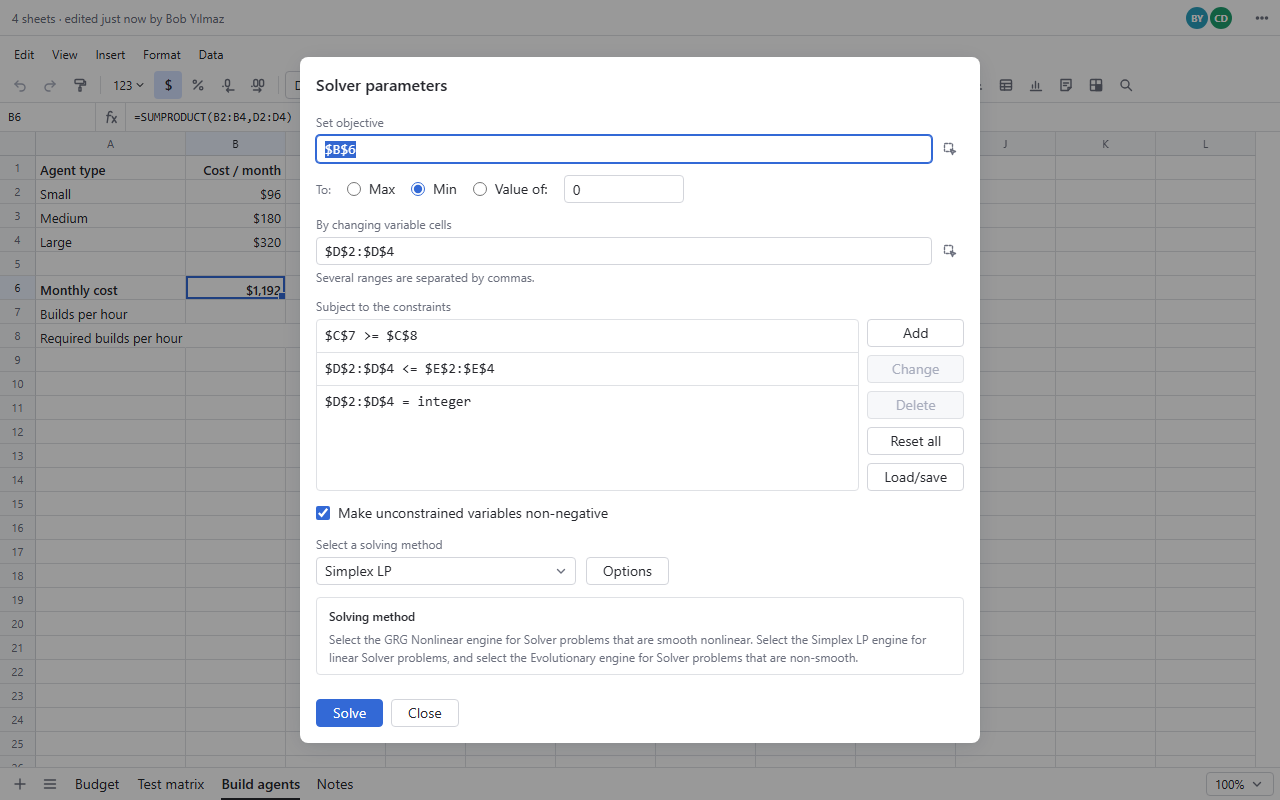 4 sheets · edited just now by Bob Yılmaz
BY CD
Edit View Insert Format Data
123 $ % .0 .00
B6 fx =SUMPRODUCT(B2:B4,D2:D4)
A B J K L
1 Agent type Cost / month
2 Small $96
3 Medium $180
4 Large $320
5
6 Monthly cost $1,192
7 Builds per hour
8 Required builds per hour
9
10
11
12
13
14
15
16
17
18
19
20
21
22
23
24
25
Solver parameters
Set objective
$B$6
To: Max Min Value of: 0
By changing variable cells
$D$2:$D$4
Several ranges are separated by commas.
Subject to the constraints
$C$7 >= $C$8
$D$2:$D$4 <= $E$2:$E$4
$D$2:$D$4 = integer
Add
Change
Delete
Reset all
Load/save
Make unconstrained variables non-negative
Select a solving method
Simplex LP Options
Solving method
Select the GRG Nonlinear engine for Solver problems that are smooth nonlinear. Select the Simplex LP engine for
linear Solver problems, and select the Evolutionary engine for Solver problems that are non-smooth.
Solve Close
Budget Test matrix Build agents Notes
100%